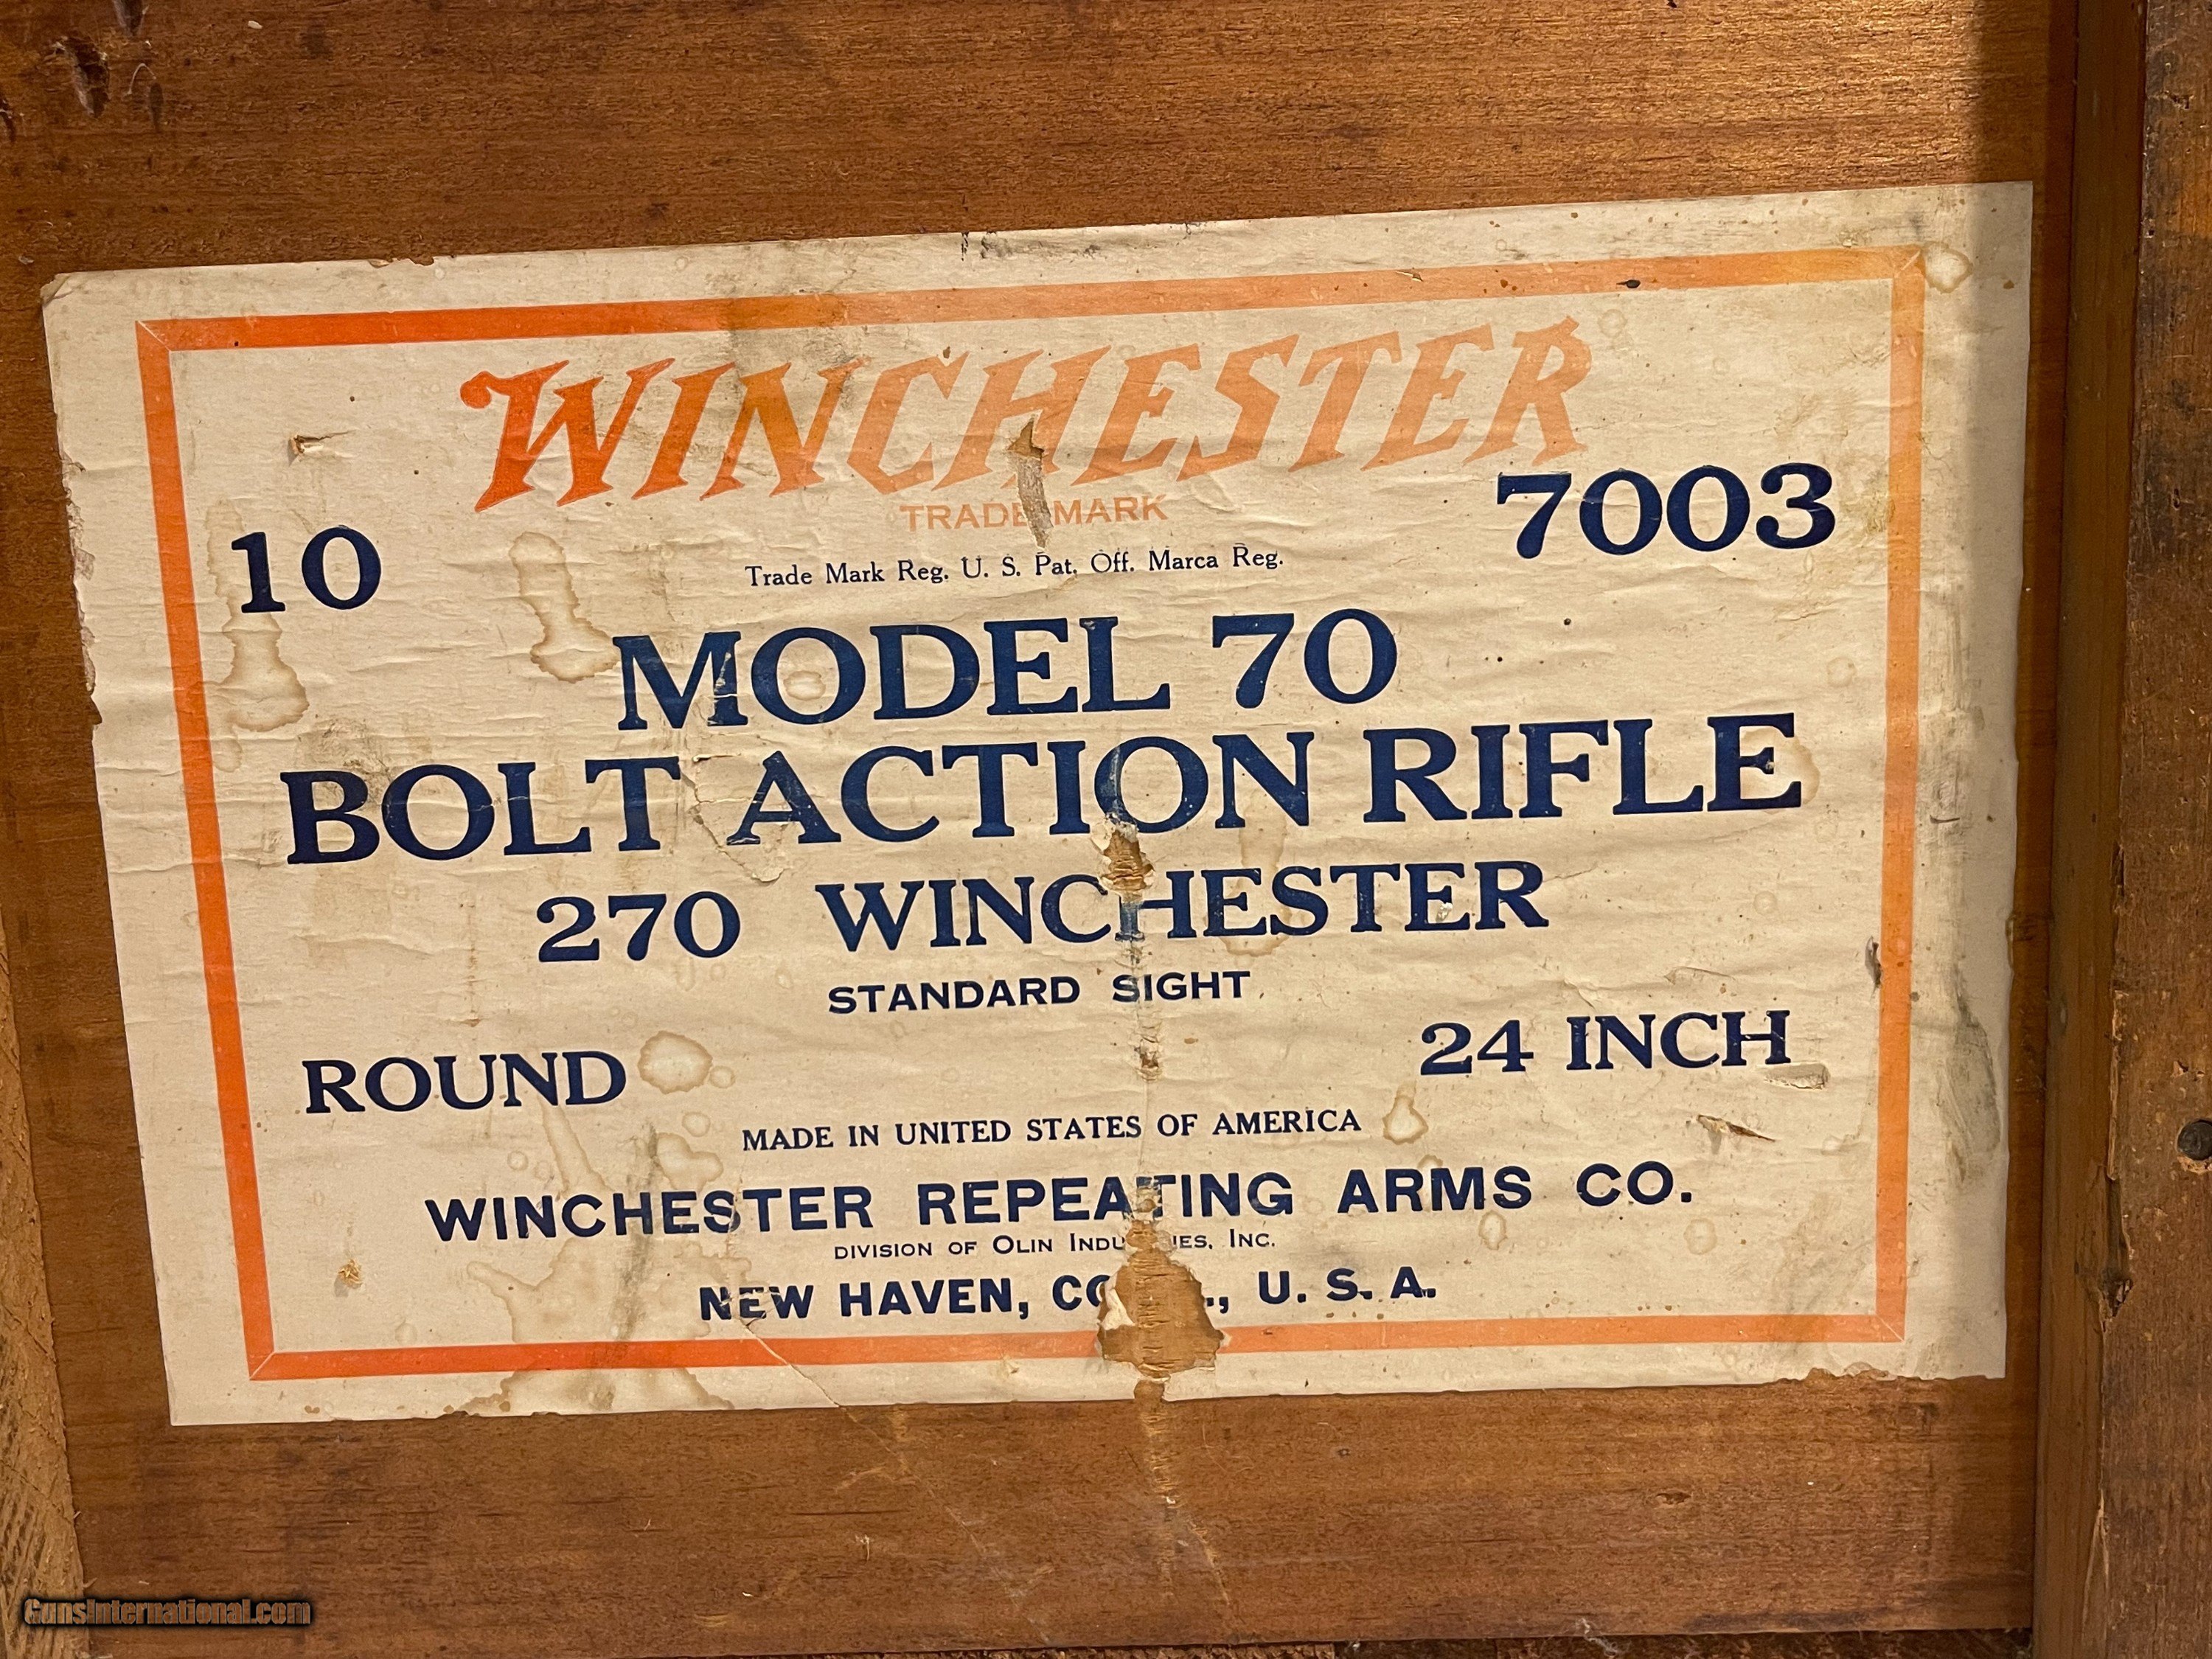 WINCHESTER
TRADE MARK
10
7003
Trade Mark Reg. U. S. Pat. Off. Marca Reg.
MODEL 70
BOLT ACTION RIFLE
270 WINCHESTER
STANDARD SIGHT
ROUND
24 INCH
MADE IN UNITED STATES OF AMERICA
WINCHESTER REPEATING ARMS CO.
DIVISION OF OLIN INC.
NEW HAVEN, U. S. A.
GunsInternational.com